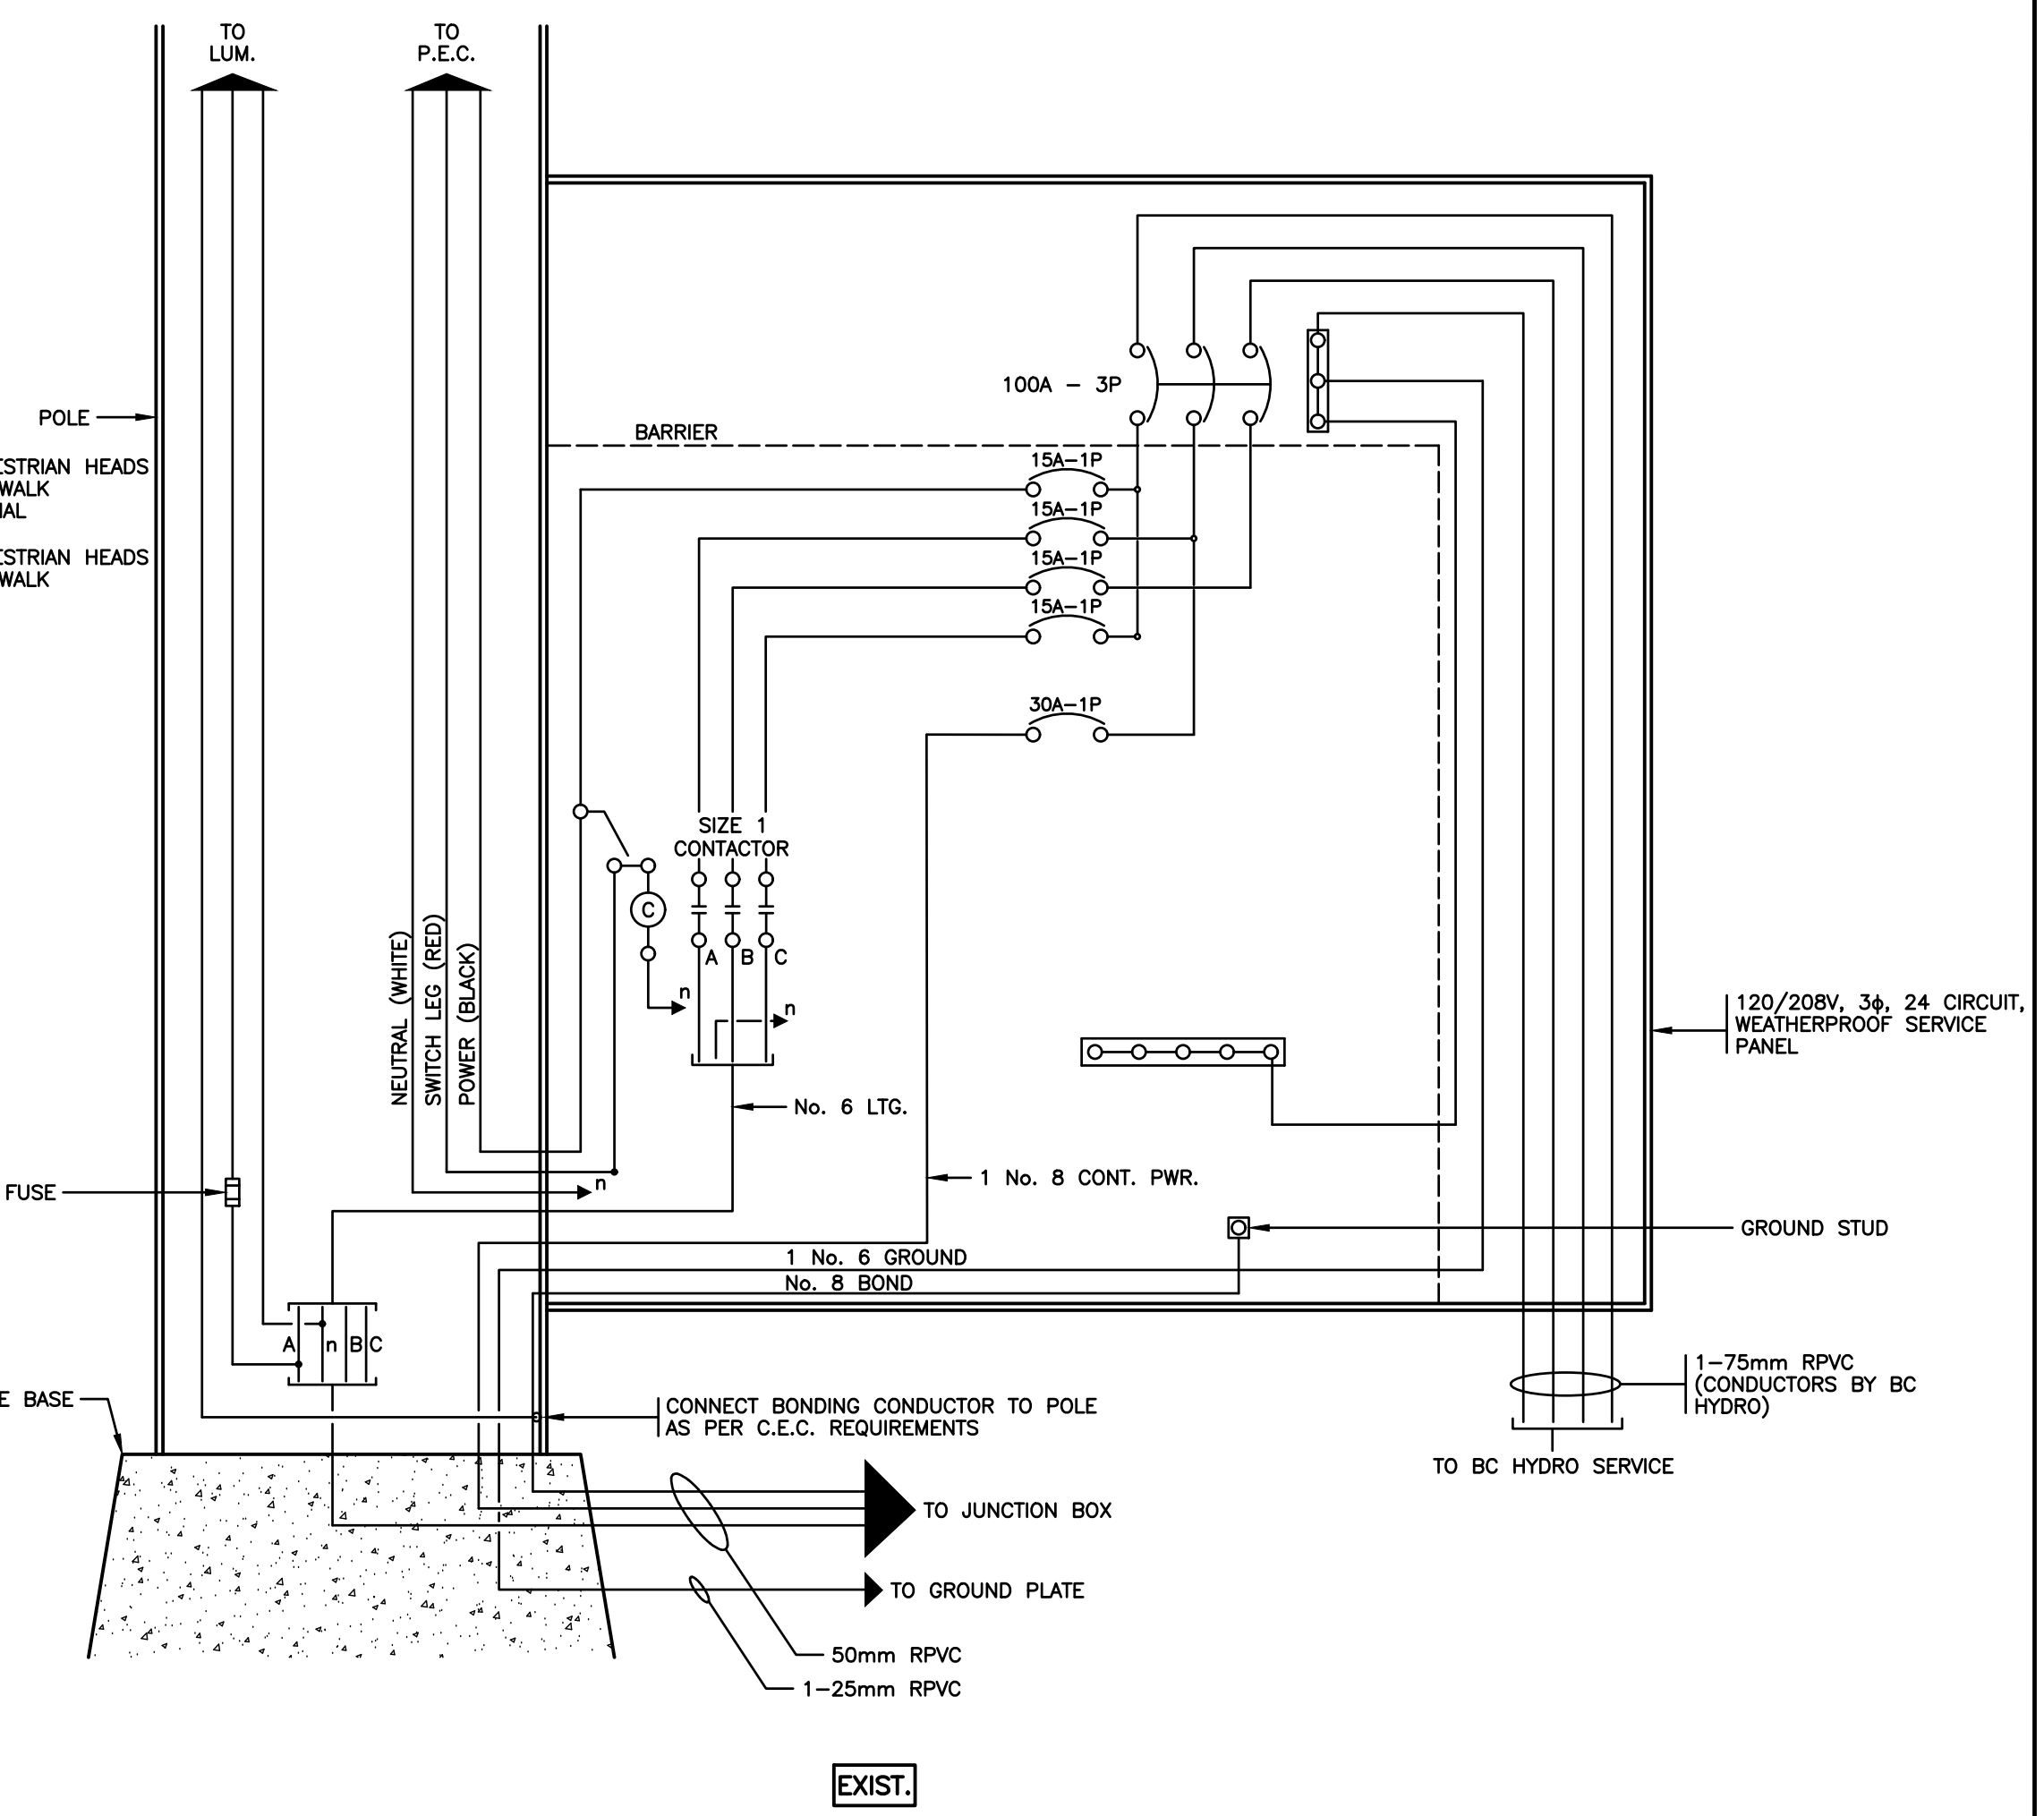 TO
LUM.
TO
P.E.C.
100A - 3P
POLE
BARRIER
15A-1P
HEADS
WALK
15A-1P
HEADS
WALK
15A-1P
15A-1P
30A-1P
SIZE 1
CONTACTOR
C
A B C
n
n
NEUTRAL (WHITE)
SWITCH LEG (RED)
POWER (BLACK)
120/208V, 3ϕ, 24 CIRCUIT,
WEATHERPROOF SERVICE
PANEL
No. 6 LTG.
1 No. 8 CONT. PWR.
FUSE
n
GROUND STUD
1 No. 6 GROUND
No. 8 BOND
A n B C
1-75mm RPVC
(CONDUCTORS BY BC
HYDRO)
BASE
CONNECT BONDING CONDUCTOR TO POLE
AS PER C.E.C. REQUIREMENTS
TO BC HYDRO SERVICE
TO JUNCTION BOX
TO GROUND PLATE
50mm RPVC
1-25mm RPVC
EXIST.